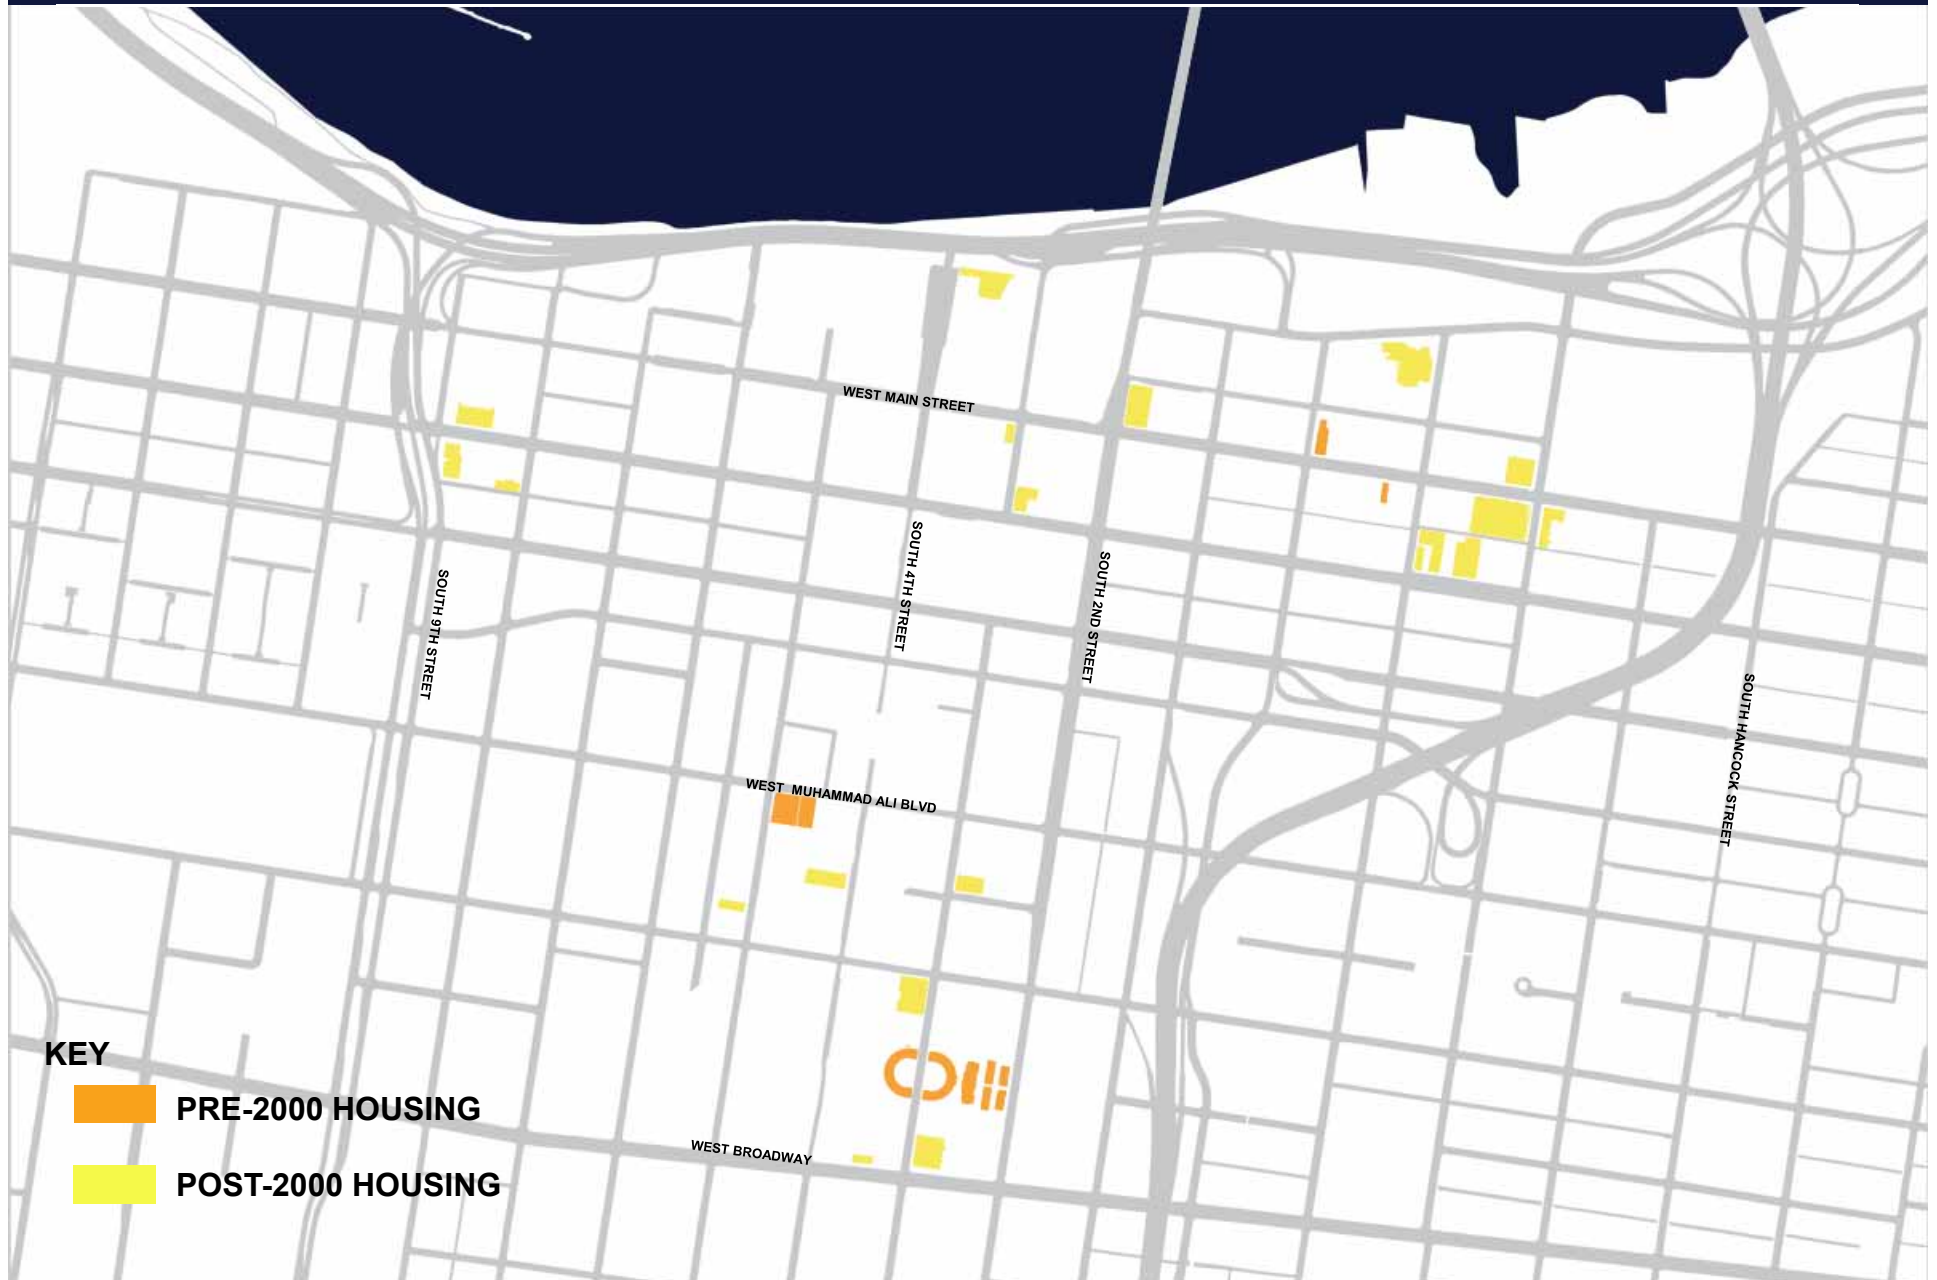 WEST MAIN STREET
SOUTH 4TH STREET
SOUTH 2ND STREET
SOUTH 9TH STREET
SOUTH HANCOCK STREET
WEST MUHAMMAD ALI BLVD
KEY
PRE-2000 HOUSING
WEST BROADWAY
POST-2000 HOUSING